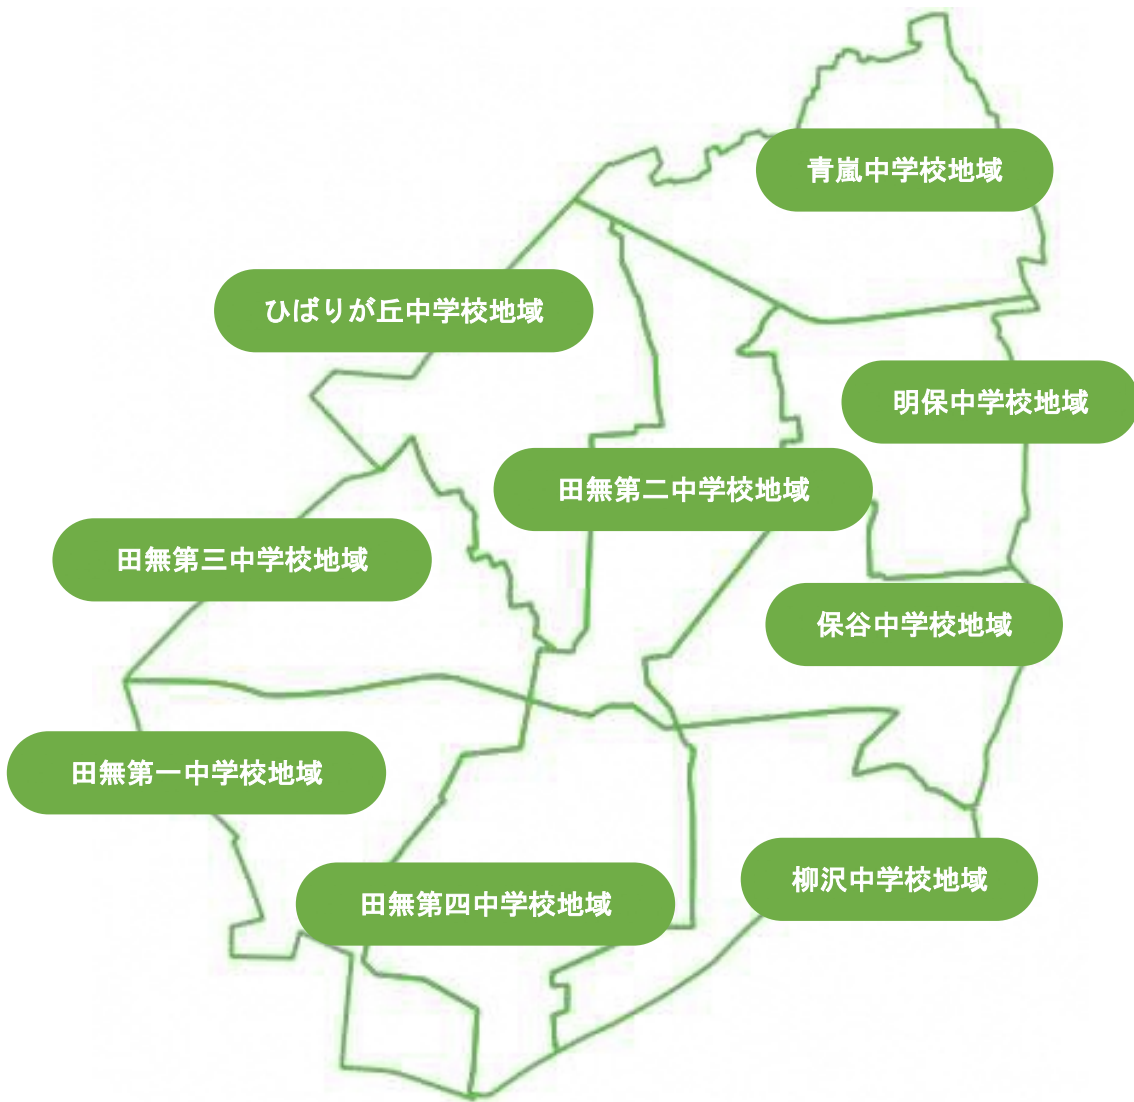 青嵐中学校地域
ひばりが丘中学校地域
明保中学校地域
田無第二中学校地域
田無第三中学校地域
保谷中学校地域
田無第一中学校地域
柳沢中学校地域
田無第四中学校地域